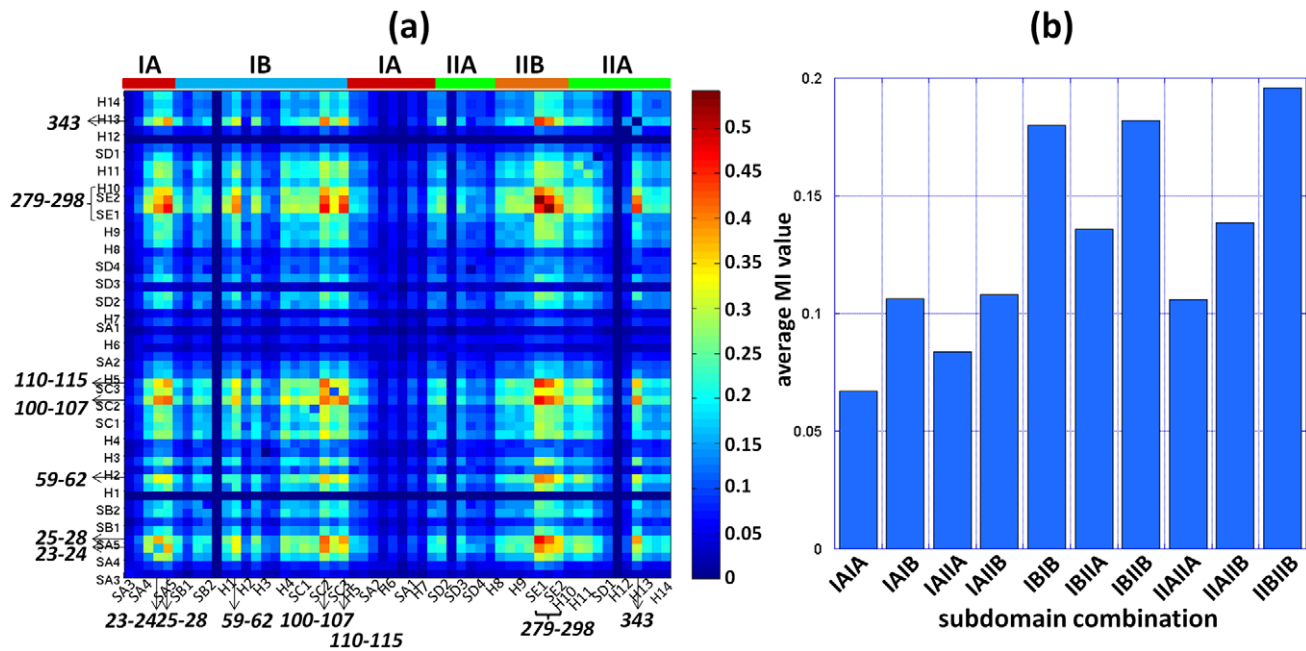 (a)
IA IB IA IIA IIB IIA
H14
H13
343
H12
SD1
H11
H10
SE2
279-298
SE1
H9
H8
SD4
SD3
SD2
H7
SA1
H6
SA2
H5
110-115
SC3
100-107
SC2
SC1
H4
H3
H2
59-62
H1
SB2
SB1
25-28
SA5
23-24
SA4
SA3
SA3 SA4 SA5 SB1 SB2 H1 H2 H3 H4 SC1 SC2 SC3 H5 SA2 H6 SA1 H7 SD2 SD3 SD4 H8 H9 SE1 SE2 H10 H11 SD1 H12 H13 H14
23-24 25-28 59-62 100-107 110-115 279-298 343
0.5
0.45
0.4
0.35
0.3
0.25
0.2
0.15
0.1
0.05
0
(b)
average MI value
0.2
0.15
0.1
0.05
0
IAIA IAIB IAIIA IAIIB IBIB IBIIA IBIIB IIAIIA IIAIIB IIBIIB
subdomain combination